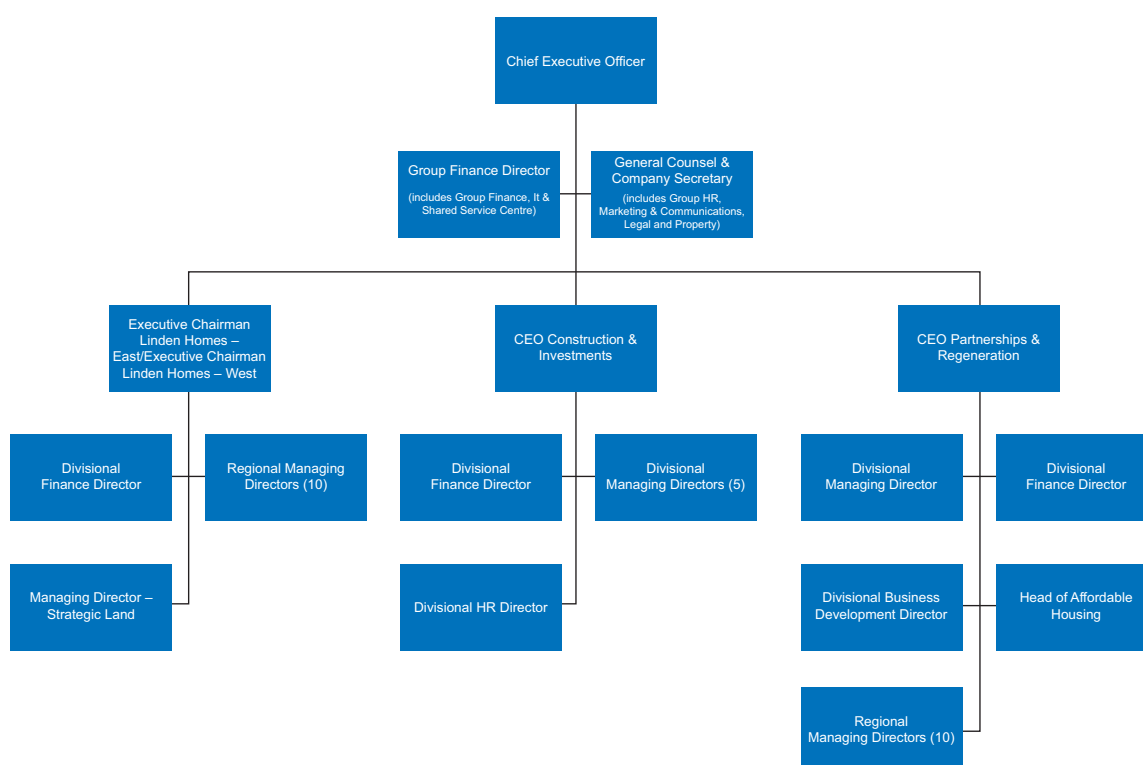 Chief Executive Officer
Group Finance Director
(includes Group Finance, It &
Shared Service Centre)
General Counsel &
Company Secretary
(includes Group HR,
Marketing & Communications,
Legal and Property)
Executive Chairman
Linden Homes –
East/Executive Chairman
Linden Homes – West
CEO Construction &
Investments
CEO Partnerships &
Regeneration
Divisional
Finance Director
Regional Managing
Directors (10)
Divisional
Finance Director
Divisional
Managing Directors (5)
Divisional
Managing Director
Divisional
Finance Director
Managing Director –
Strategic Land
Divisional HR Director
Divisional Business
Development Director
Head of Affordable
Housing
Regional
Managing Directors (10)